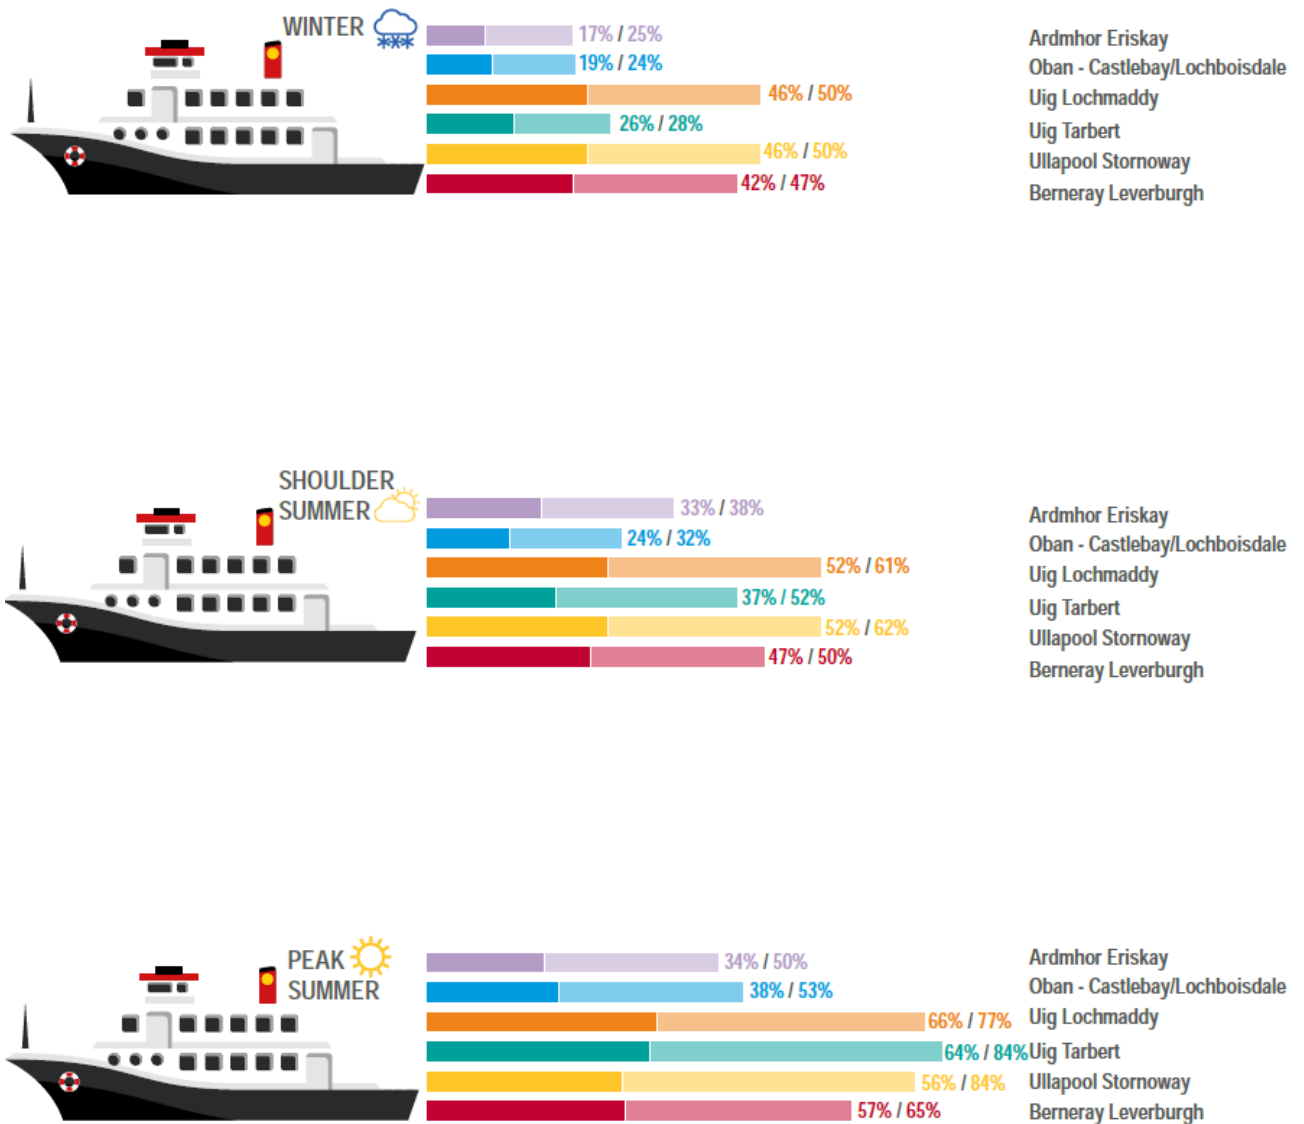 WINTER
17% / 25%
Ardmhor Eriskay
19% / 24%
Oban - Castlebay/Lochboisdale
46% / 50%
Uig Lochmaddy
26% / 28%
Uig Tarbert
46% / 50%
Ullapool Stornoway
42% / 47%
Berneray Leverburgh
SHOULDER
SUMMER
33% / 38%
Ardmhor Eriskay
24% / 32%
Oban - Castlebay/Lochboisdale
52% / 61%
Uig Lochmaddy
37% / 52%
Uig Tarbert
52% / 62%
Ullapool Stornoway
47% / 50%
Berneray Leverburgh
PEAK
SUMMER
34% / 50%
Ardmhor Eriskay
38% / 53%
Oban - Castlebay/Lochboisdale
66% / 77%
Uig Lochmaddy
64% / 84%
Uig Tarbert
56% / 84%
Ullapool Stornoway
57% / 65%
Berneray Leverburgh